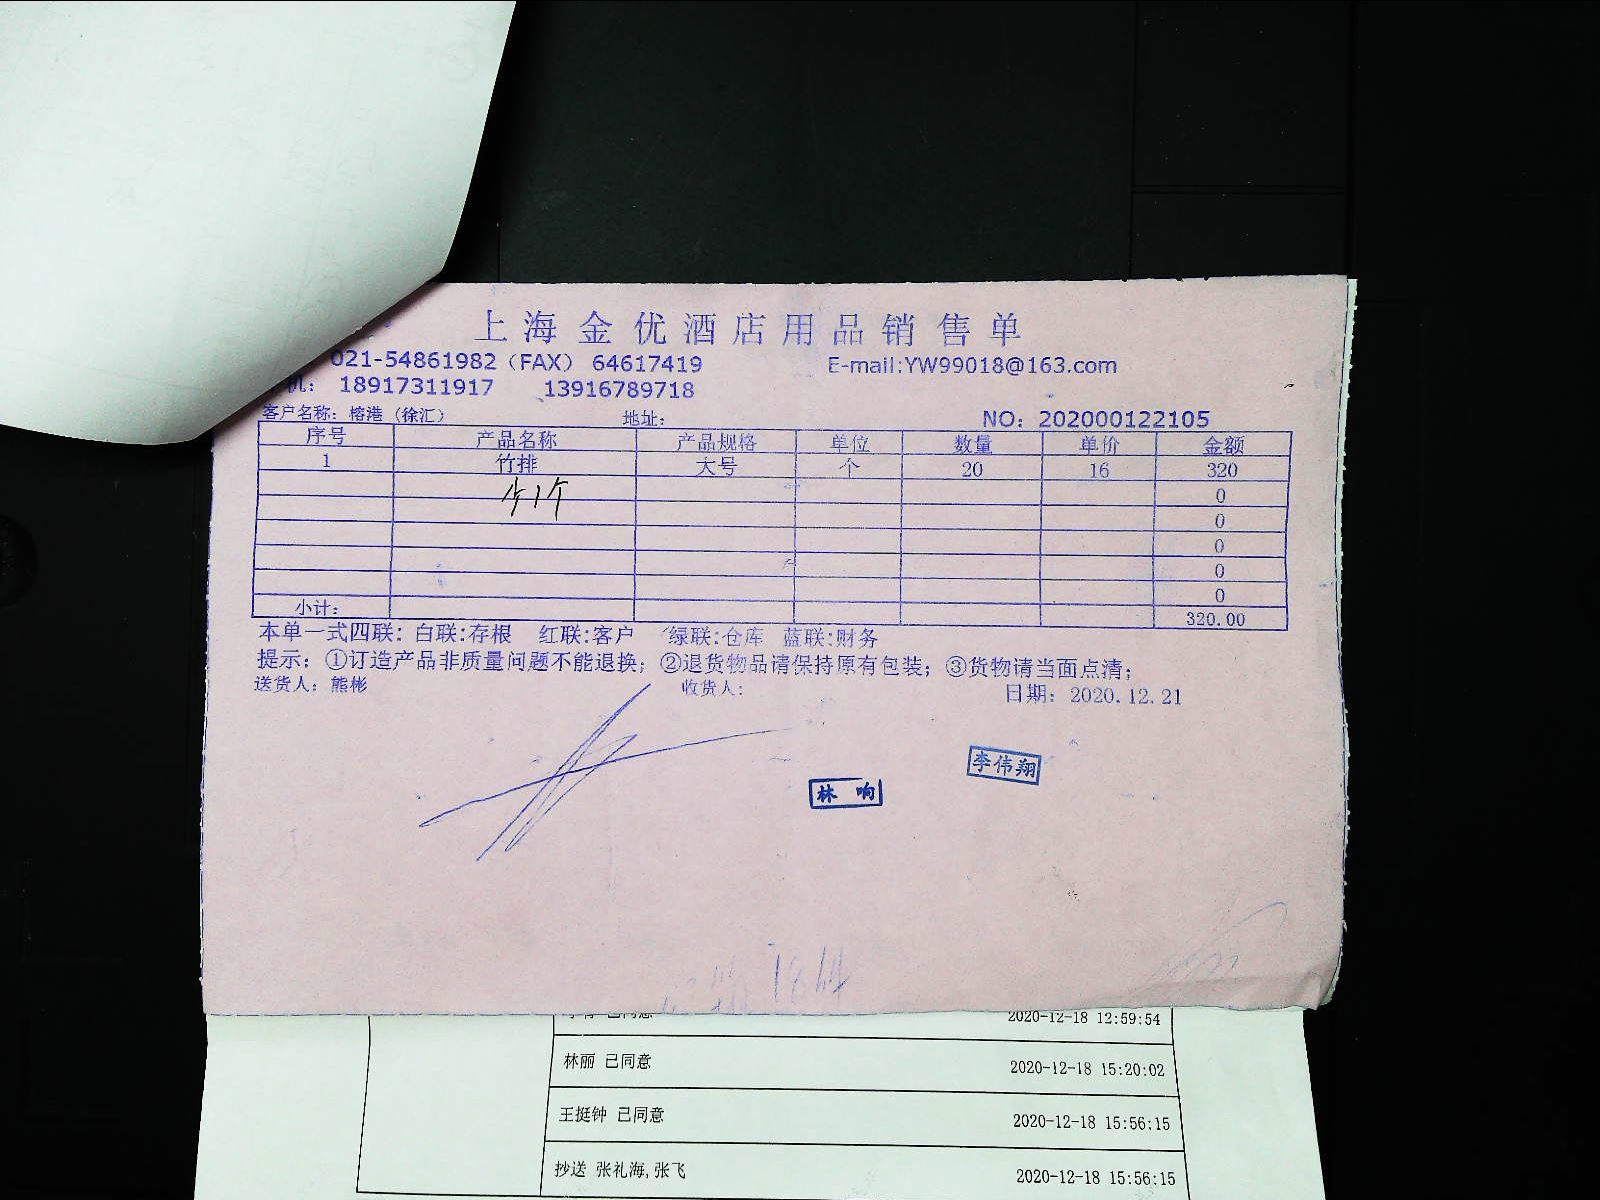 上海金优酒店用品销售单
021-54861982（FAX） 64617419 E-mail:YW99018@163.com
机： 18917311917 13916789718
客户名称：榕港（徐汇） 地址： NO：202000122105
序号 产品名称 产品规格 单位 数量 单价 金额
1 竹排 大号 个 20 16 320
少1个 0
0
0
0
0
小计： 320.00
本单一式四联：白联:存根 红联:客户 绿联:仓库 蓝联:财务
提示：①订造产品非质量问题不能退换；②退货物品请保持原有包装；③货物请当面点清；
送货人：熊彬 收货人： 日期：2020.12.21
李伟翔
林 响
已同意 2020-12-18 12:59:54
林丽 已同意 2020-12-18 15:20:02
王挺钟 已同意 2020-12-18 15:56:15
抄送 张礼海,张飞 2020-12-18 15:56:15